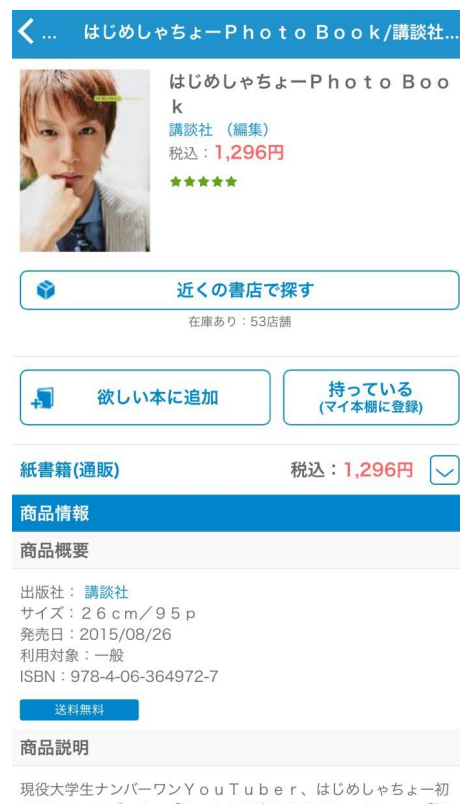 … はじめしゃちょーＰｈｏｔｏ Ｂｏｏｋ/講談社…
はじめしゃちょーＰｈｏｔｏ Ｂｏｏ
ｋ
講談社 （編集）
税込：1,296円
★★★★★
近くの書店で探す
在庫あり：53店舗
欲しい本に追加
持っている
(マイ本棚に登録)
紙書籍(通販) 税込：1,296円
商品情報
商品概要
出版社： 講談社
サイズ：２６ｃｍ／９５ｐ
発売日：2015/08/26
利用対象：一般
ISBN：978-4-06-364972-7
送料無料
商品説明
現役大学生ナンバーワンＹｏｕＴｕｂｅｒ、はじめしゃちょー初